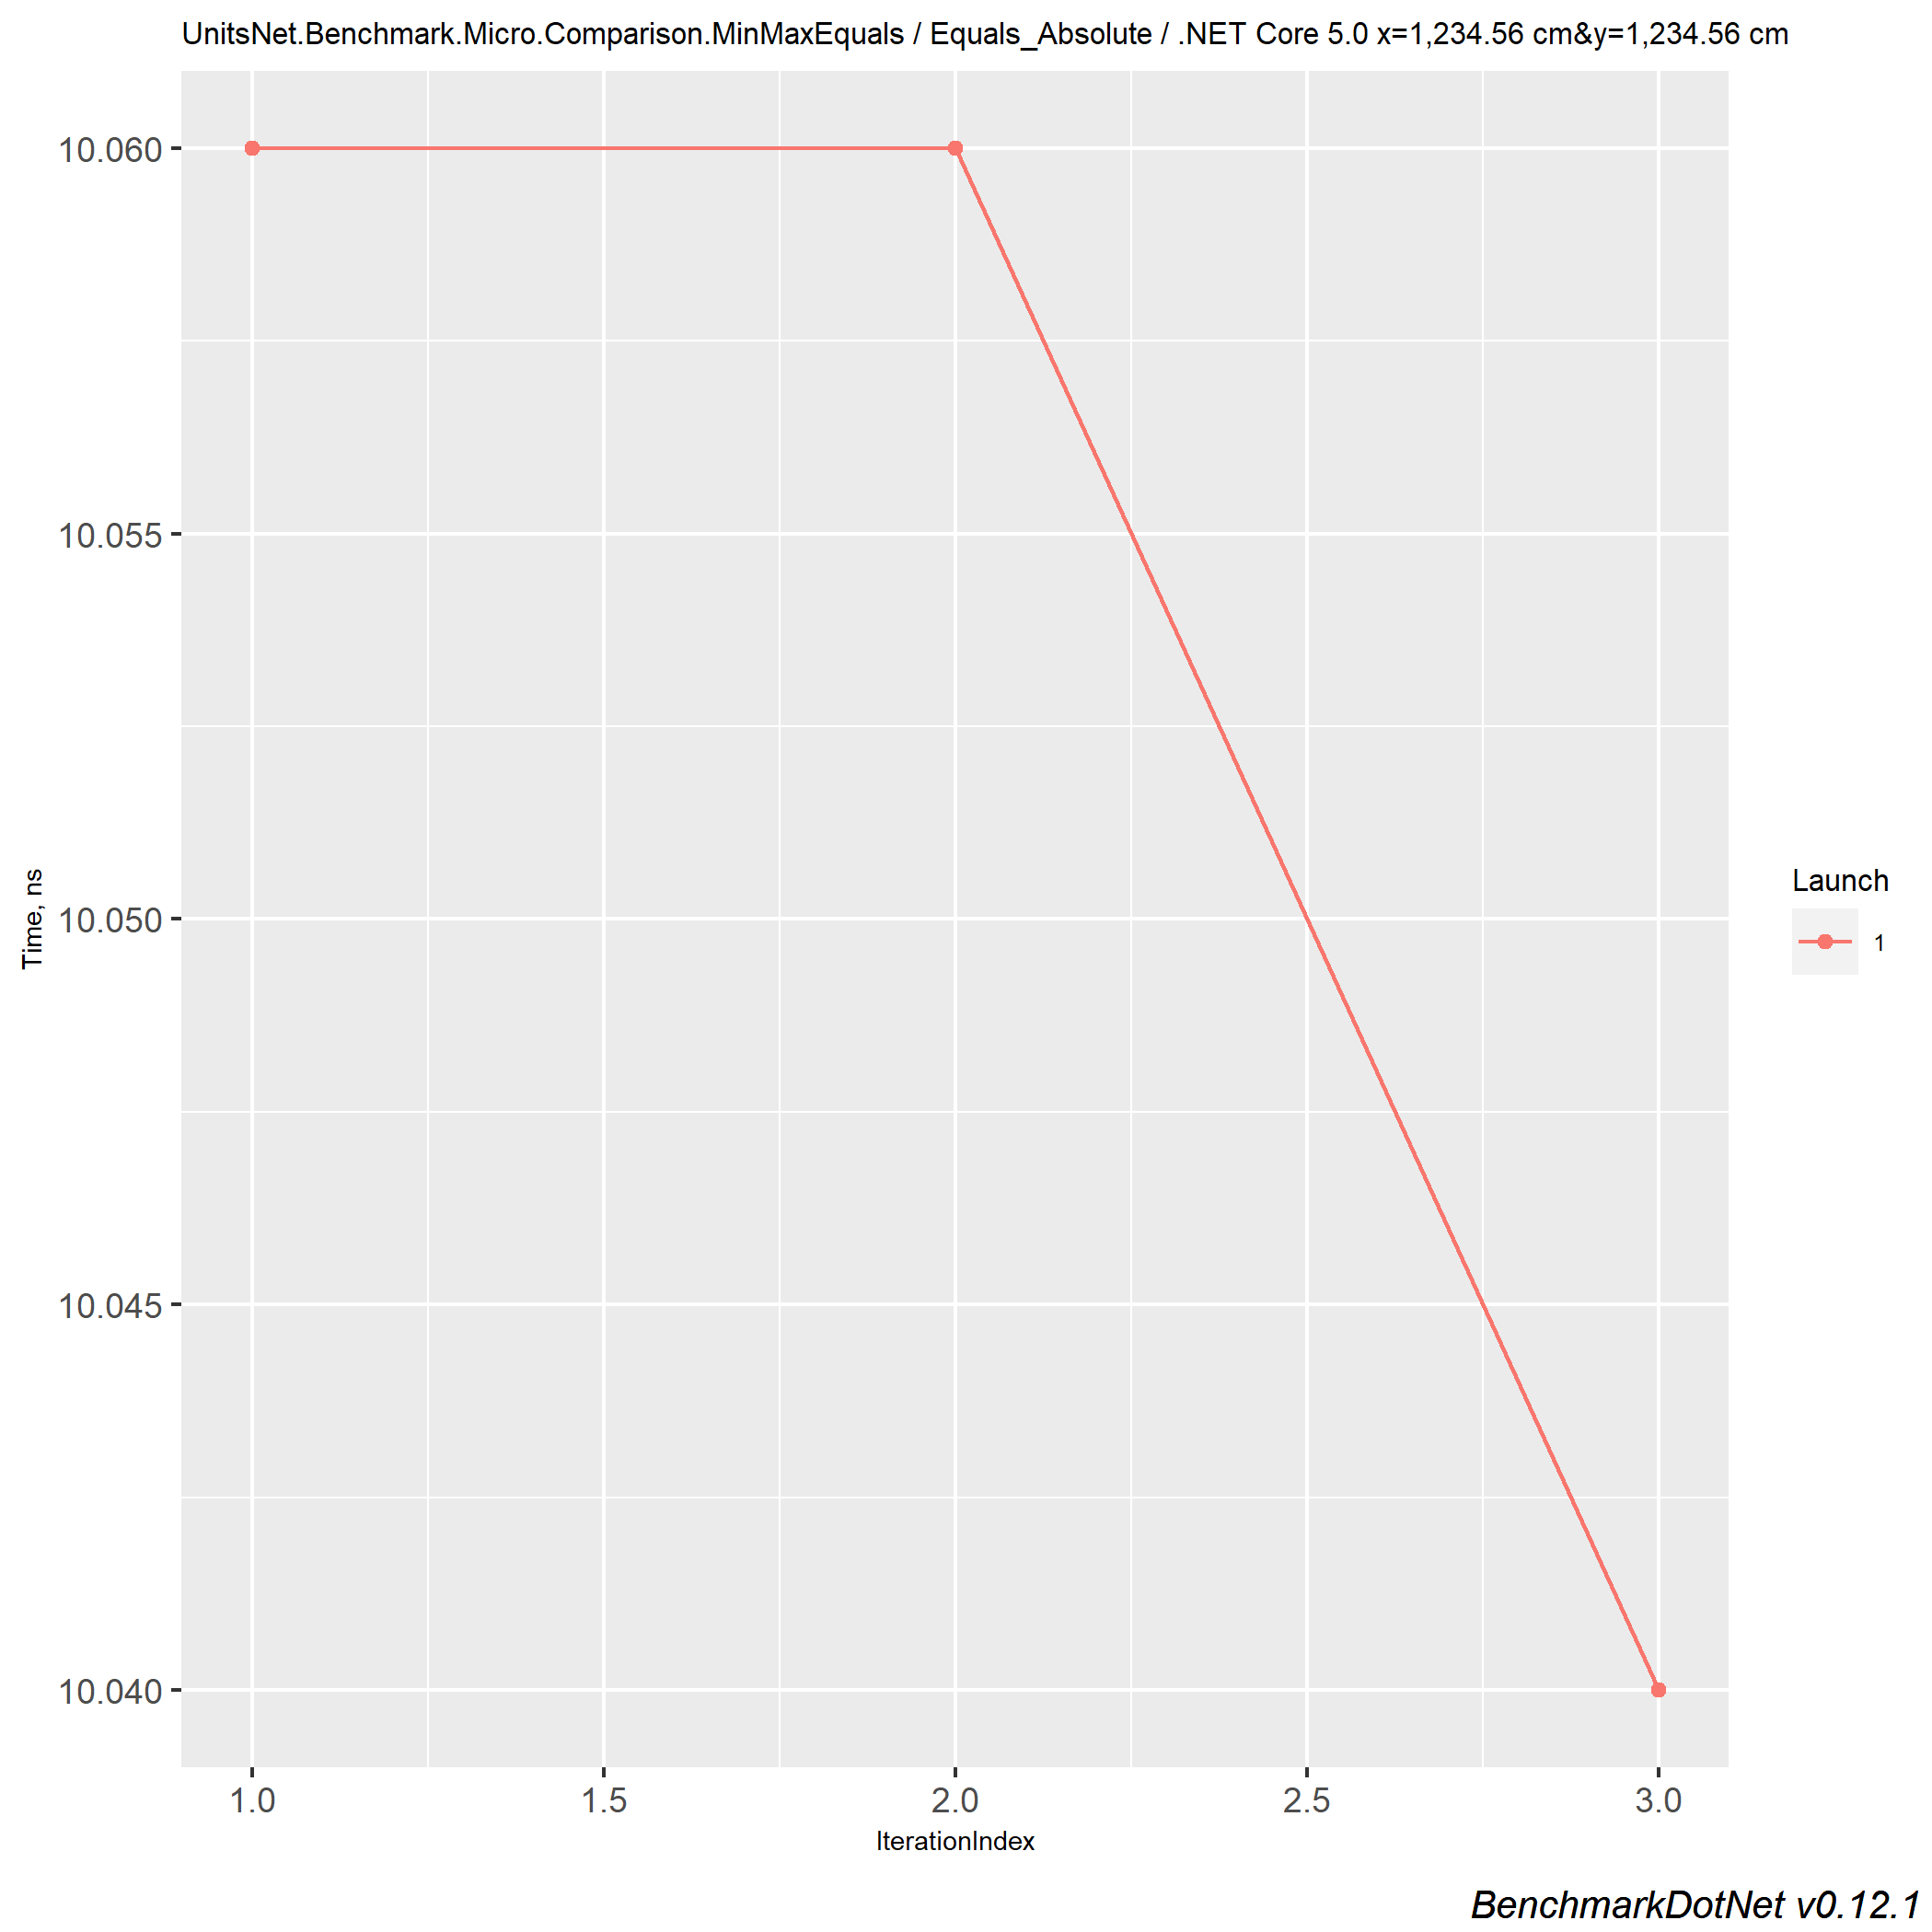 UnitsNet.Benchmark.Micro.Comparison.MinMaxEquals / Equals_Absolute / .NET Core 5.0 x=1,234.56 cm&y=1,234.56 cm
10.060
10.055
10.050
10.045
10.040
Time, ns
1.0 1.5 2.0 2.5 3.0
IterationIndex
Launch
1
BenchmarkDotNet v0.12.1